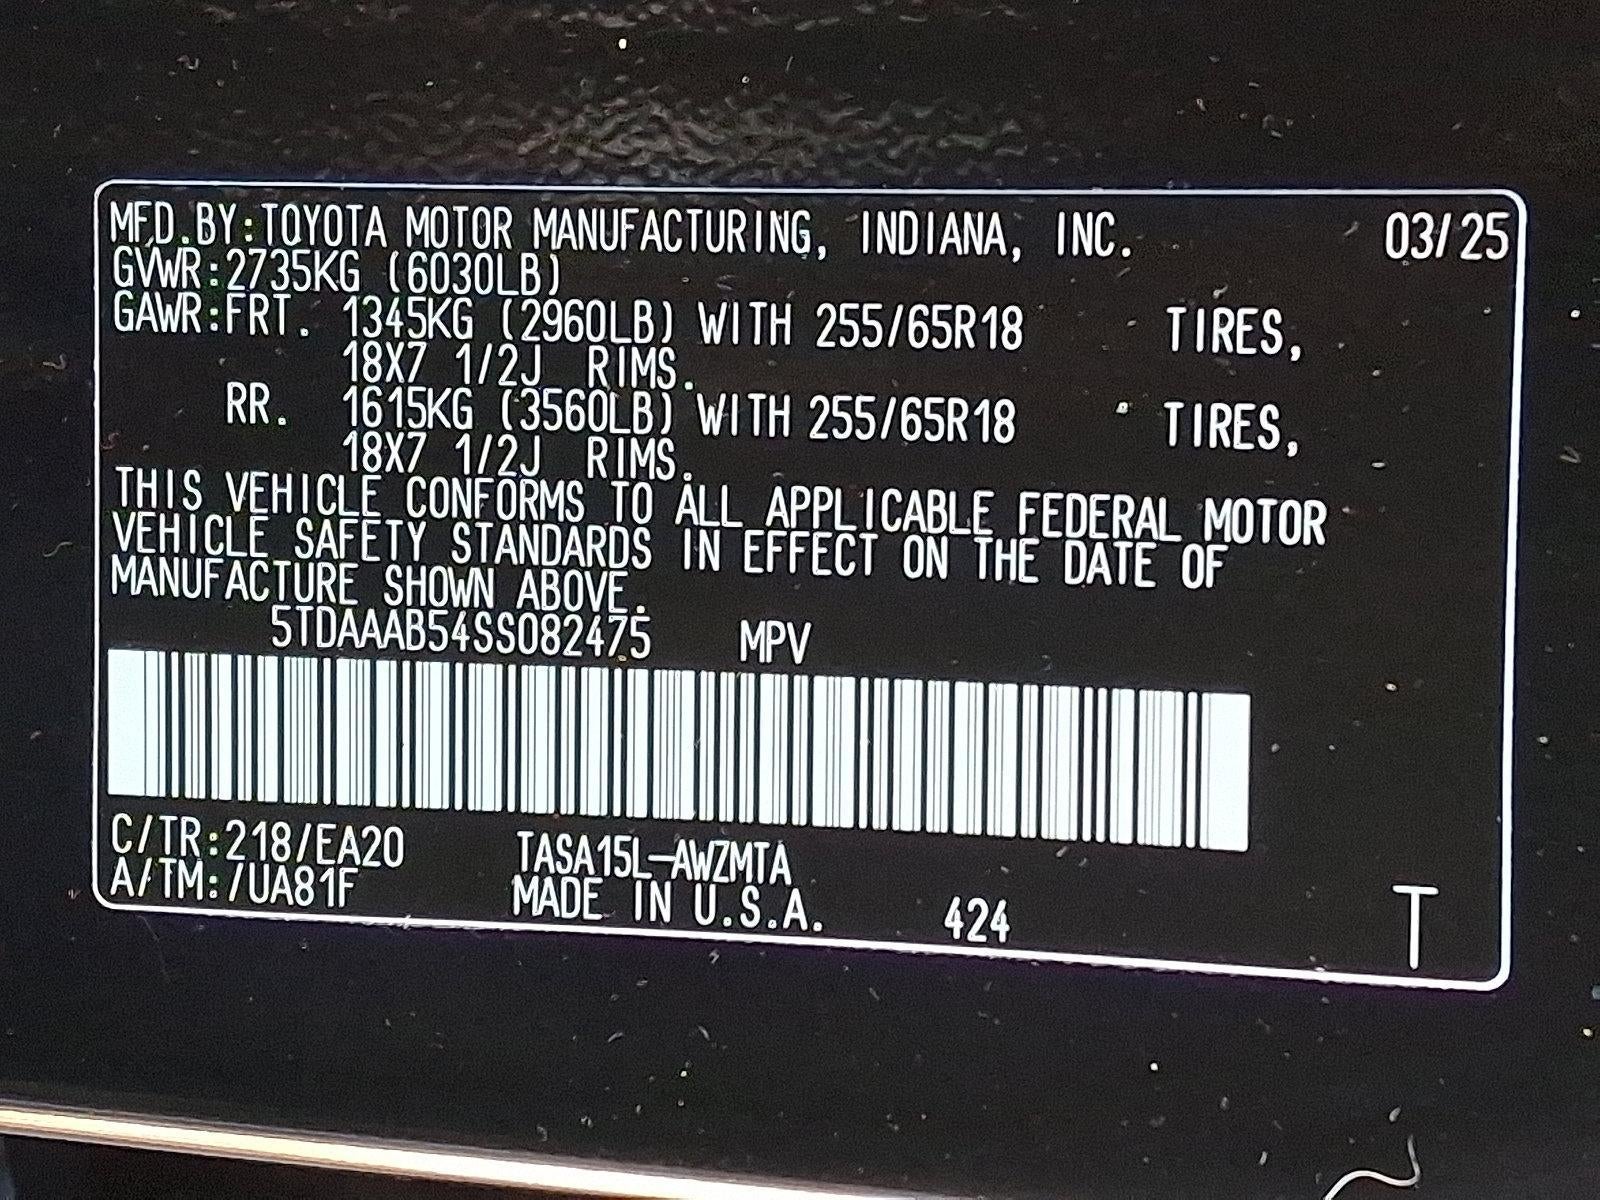 MFD.BY:TOYOTA MOTOR MANUFACTURING, INDIANA, INC. 03/25
GVWR:2735KG (6030LB)
GAWR:FRT. 1345KG (2960LB) WITH 255/65R18 TIRES,
18X7 1/2J RIMS.
RR. 1615KG (3560LB) WITH 255/65R18 TIRES,
18X7 1/2J RIMS.
THIS VEHICLE CONFORMS TO ALL APPLICABLE FEDERAL MOTOR
VEHICLE SAFETY STANDARDS IN EFFECT ON THE DATE OF
MANUFACTURE SHOWN ABOVE.
5TDAAAB54SS082475 MPV
C/TR:218/EA20 TASA15L-AWZMTA
A/TM:/UA81F MADE IN U.S.A. 424 T